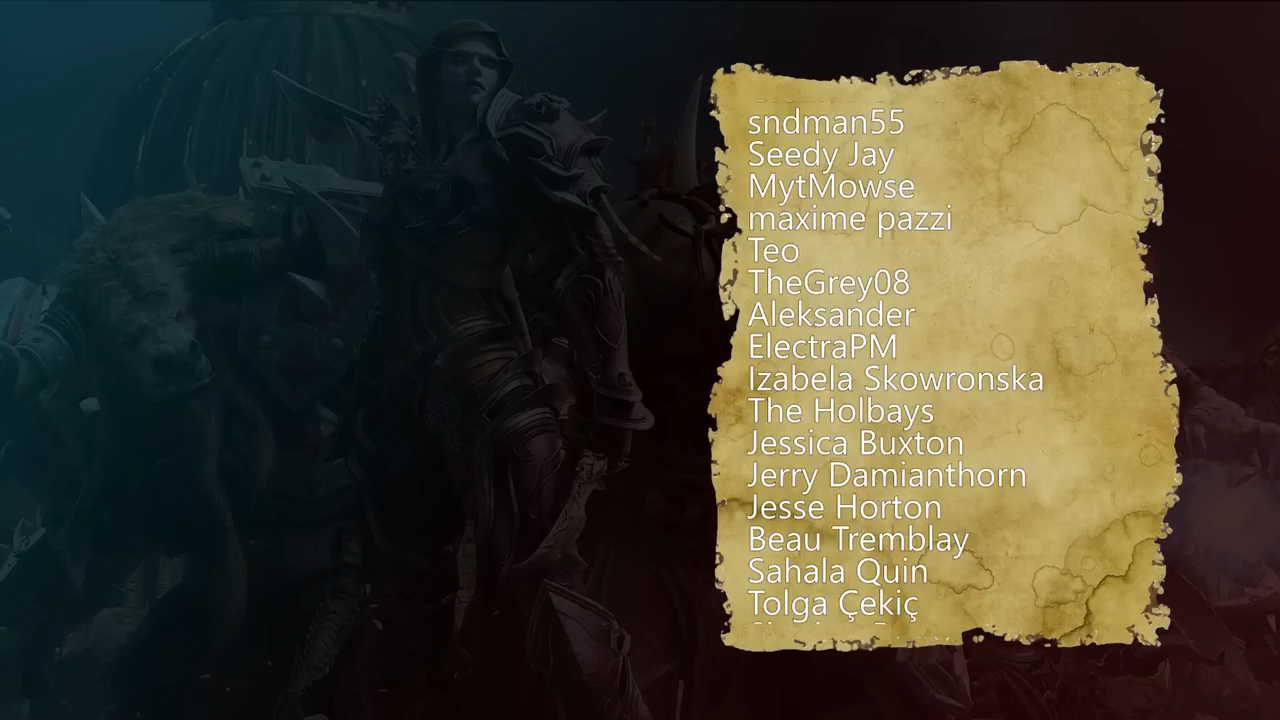 sndman55
Seedy Jay
MytMowse
maxime pazzi
Teo
TheGrey08
Aleksander
ElectraPM
Izabela Skowronska
The Holbays
Jessica Buxton
Jerry Damianthorn
Jesse Horton
Beau Tremblay
Sahala Quin
Tolga Çekiç